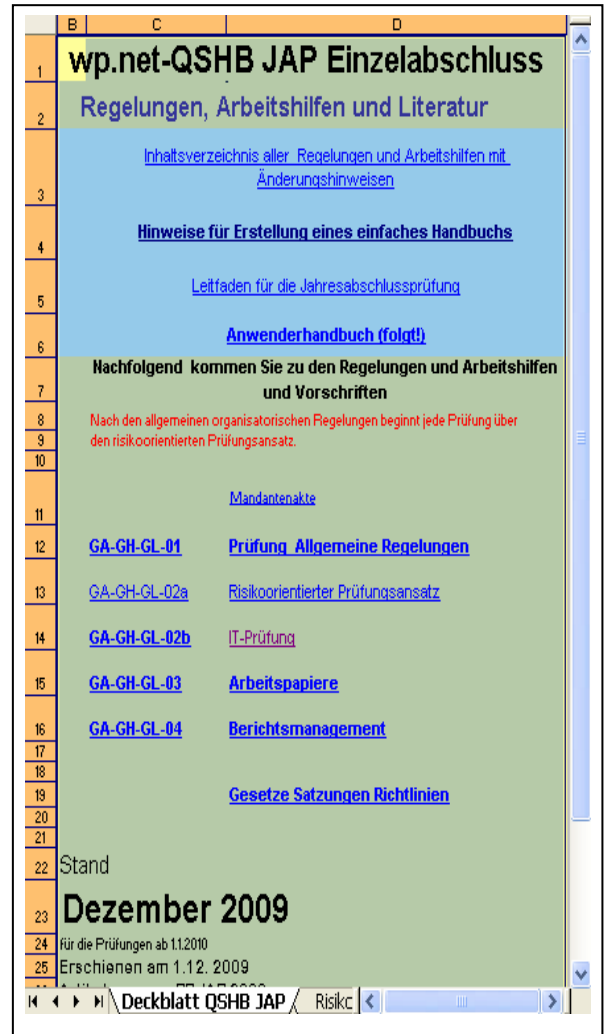 B C D
1 wp.net-QSHB JAP Einzelabschluss
2 Regelungen, Arbeitshilfen und Literatur
Inhaltsverzeichnis aller Regelungen und Arbeitshilfen mit
3 Änderungshinweisen
4 Hinweise für Erstellung eines einfaches Handbuchs
5 Leitfaden für die Jahresabschlussprüfung
6 Anwenderhandbuch (folgt!)
Nachfolgend kommen Sie zu den Regelungen und Arbeitshilfen
7 und Vorschriften
8 Nach den allgemeinen organisatorischen Regelungen beginnt jede Prüfung über
9 den risikoorientierten Prüfungsansatz.
10
11 Mandantenakte
12 GA-GH-GL-01 Prüfung Allgemeine Regelungen
13 GA-GH-GL-02a Risikoorientierter Prüfungsansatz
14 GA-GH-GL-02b IT-Prüfung
15 GA-GH-GL-03 Arbeitspapiere
16 GA-GH-GL-04 Berichtsmanagement
17
18
19 Gesetze Satzungen Richtlinien
20
21
22 Stand
23 Dezember 2009
24 für die Prüfungen ab 1.1.2010
25 Erschienen am 1.12. 2009
Deckblatt QSHB JAP Risikc